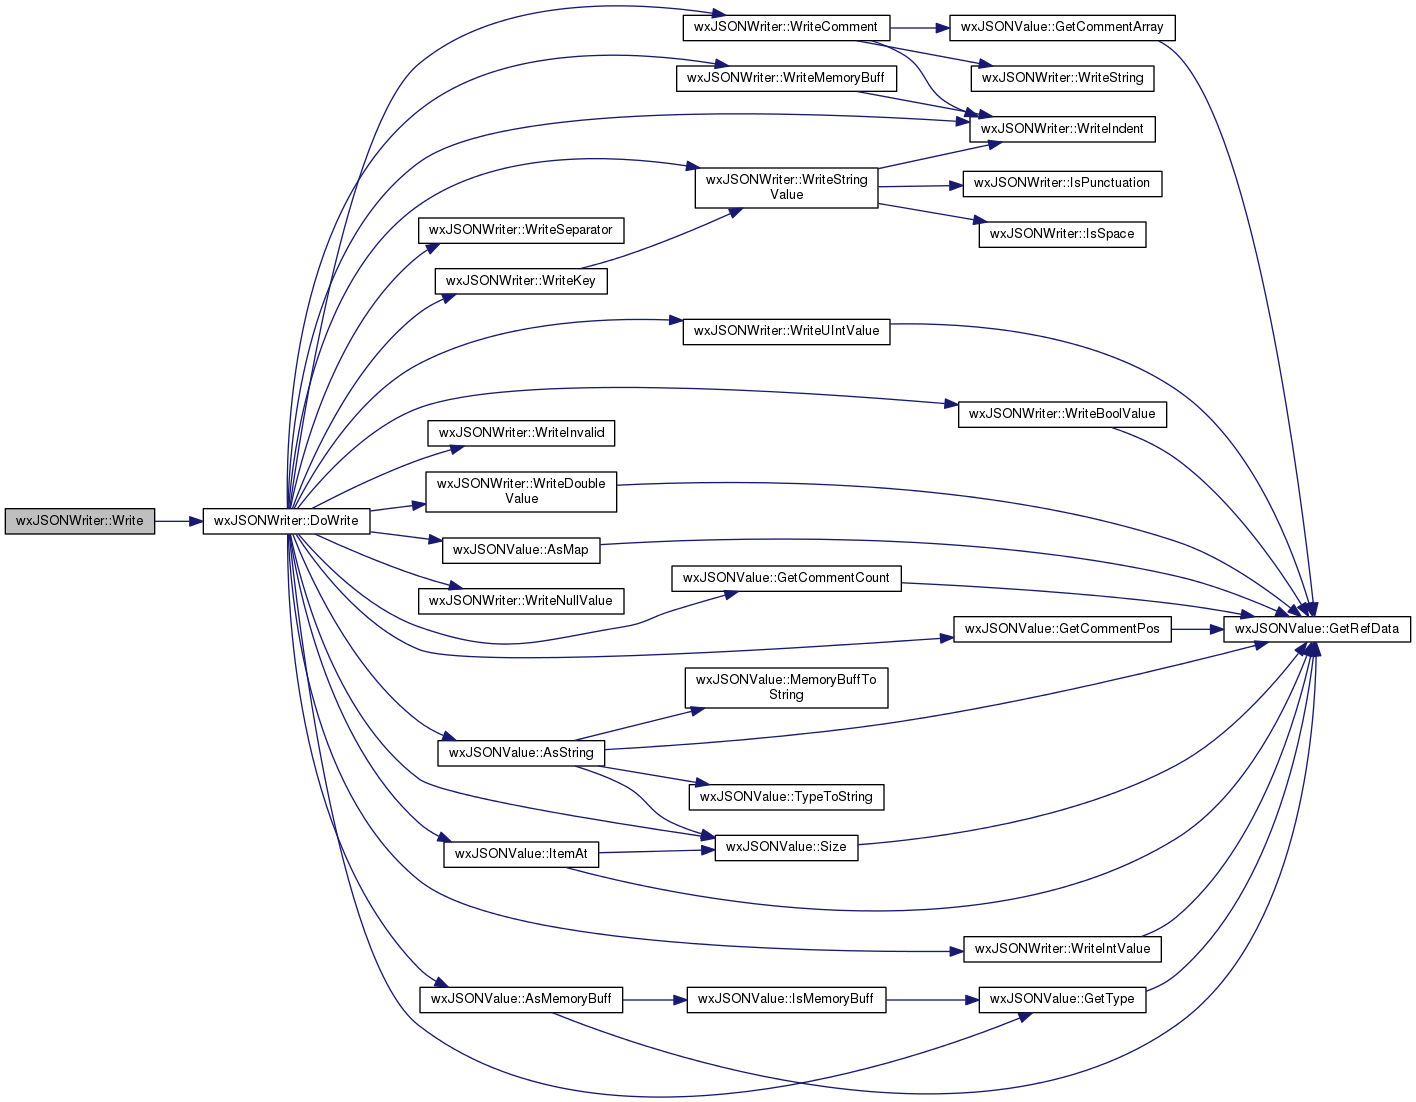 wxJSONWriter::WriteComment
wxJSONValue::GetCommentArray
wxJSONWriter::WriteMemoryBuff
wxJSONWriter::WriteString
wxJSONWriter::WriteIndent
wxJSONWriter::WriteString
Value
wxJSONWriter::IsPunctuation
wxJSONWriter::WriteSeparator
wxJSONWriter::IsSpace
wxJSONWriter::WriteKey
wxJSONWriter::WriteUIntValue
wxJSONWriter::WriteBoolValue
wxJSONWriter::WriteInvalid
wxJSONWriter::WriteDouble
Value
wxJSONWriter::Write
wxJSONWriter::DoWrite
wxJSONValue::AsMap
wxJSONValue::GetCommentCount
wxJSONWriter::WriteNullValue
wxJSONValue::GetCommentPos
wxJSONValue::GetRefData
wxJSONValue::MemoryBuffTo
String
wxJSONValue::AsString
wxJSONValue::TypeToString
wxJSONValue::ItemAt
wxJSONValue::Size
wxJSONWriter::WriteIntValue
wxJSONValue::AsMemoryBuff
wxJSONValue::IsMemoryBuff
wxJSONValue::GetType